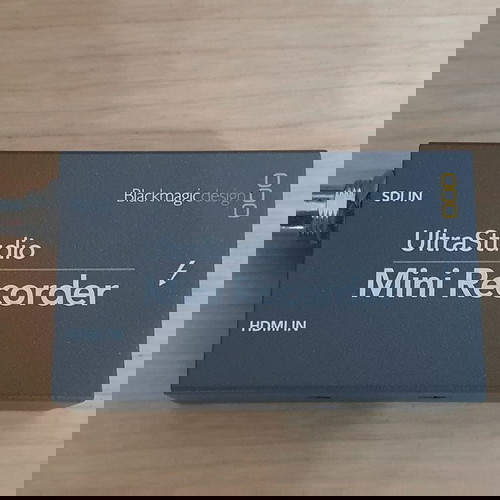 Blackmagicdesign
SDI IN
UltraStudio
Mini Recorder
HDMI IN